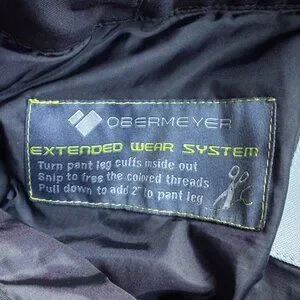 OBERMEYER
EXTENDED WEAR SYSTEM
Turn pant leg cuffs inside out
Snip to free the colored threads
Pull down to add 2" to pant leg